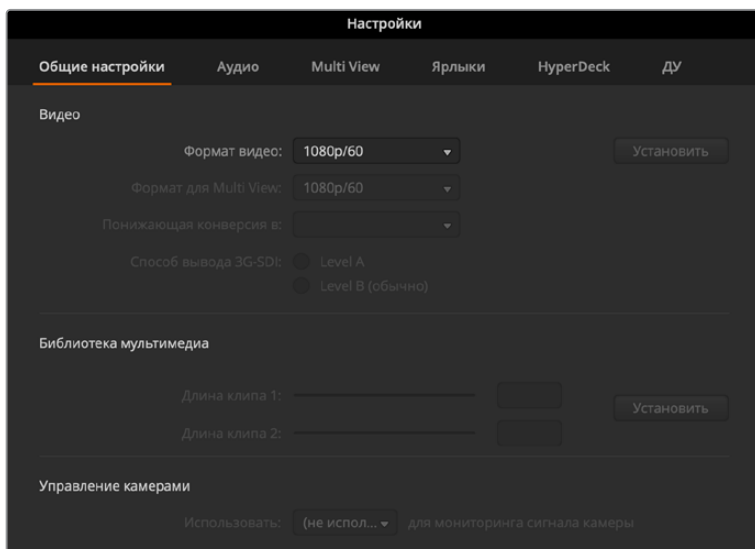 Настройки
Общие настройки Аудио Multi View Ярлыки HyperDeck ДУ
Видео
Формат видео: 1080p/60 Установить
Формат для Multi View: 1080p/60
Понижающая конверсия в:
Способ вывода 3G-SDI: Level A
Level B (обычно)
Библиотека мультимедиа
Длина клипа 1:
Установить
Длина клипа 2:
Управление камерами
Использовать: (не испол... для мониторинга сигнала камеры